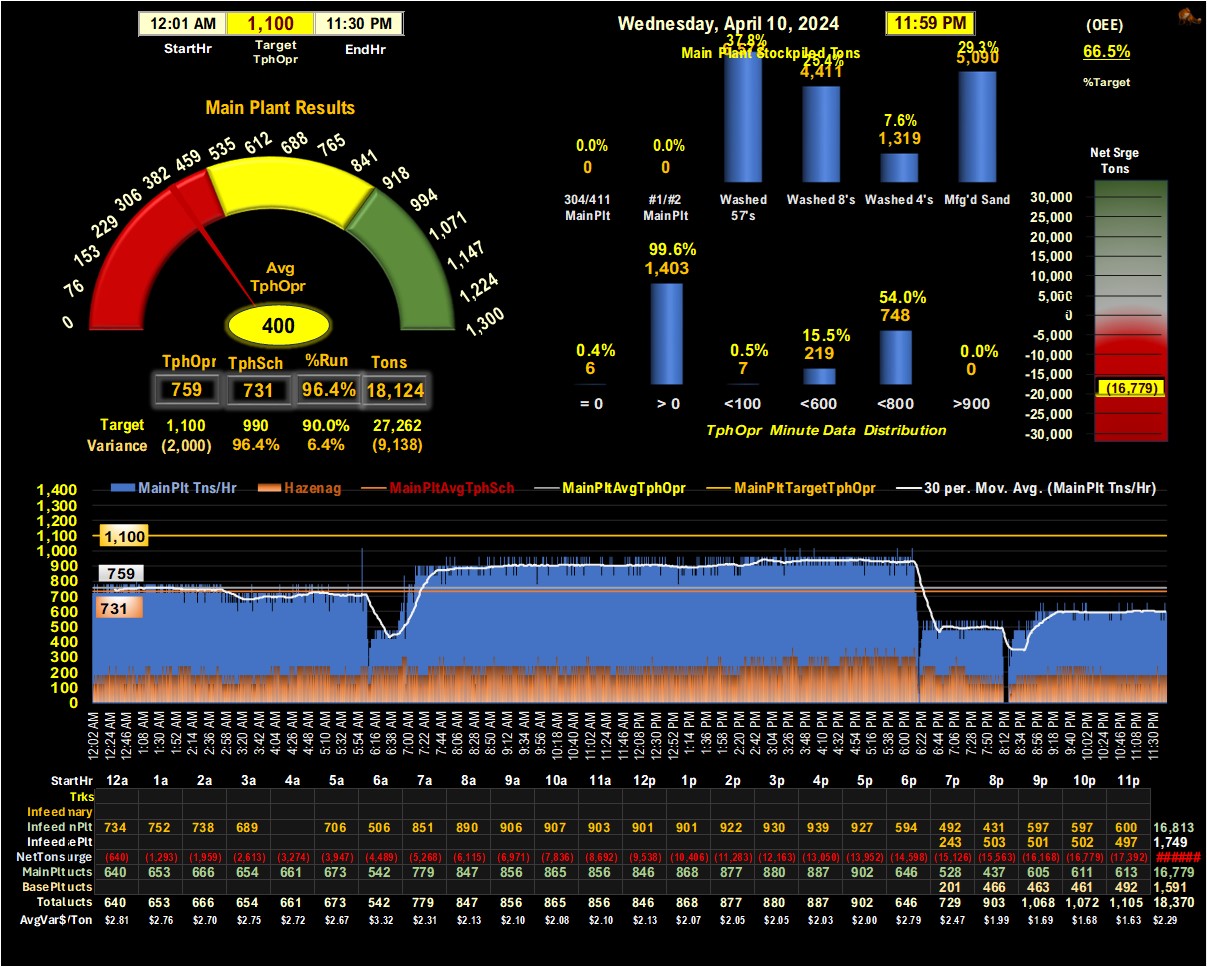 12:01 AM 1,100 11:30 PM
StartHr Target TphOpr EndHr
Wednesday, April 10, 2024 11:59 PM
(OEE)
66.5%
%Target
Main Plant Stockpiled Tons
37.8% 25.4% 29.3%
4,411 5,090
7.6%
1,319
0.0% 0.0%
0 0
304/411 MainPlt #1/#2 MainPlt Washed 57's Washed 8's Washed 4's Mfg'd Sand
Main Plant Results
0 76 153 229 306 382 459 535 612 688 765 841 918 994 1,071 1,147 1,224 1,300
Avg
TphOpr
400
TphOpr TphSch %Run Tons
759 731 96.4% 18,124
Target 1,100 990 90.0% 27,262
Variance (2,000) 96.4% 6.4% (9,138)
0.4% 99.6% 0.5% 15.5% 54.0% 0.0%
6 1,403 7 219 748 0
= 0 > 0 <100 <600 <800 >900
TphOpr Minute Data Distribution
Net Srge
Tons
30,000
25,000
20,000
15,000
10,000
5,000
0
-5,000
-10,000
-15,000
(16,779)
-20,000
-25,000
-30,000
MainPlt Tns/Hr Hazenag MainPltAvgTphSch MainPltAvgTphOpr MainPltTargetTphOpr 30 per. Mov. Avg. (MainPlt Tns/Hr)
1,400
1,300
1,200
1,100
1,000
900
800
700
600
500
400
300
200
100
0
1,100
759
731
12:02 AM 12:24 AM 12:46 AM 1:08 AM 1:30 AM 1:52 AM 2:14 AM 2:36 AM 2:58 AM 3:20 AM 3:42 AM 4:04 AM 4:26 AM 4:48 AM 5:10 AM 5:32 AM 5:54 AM 6:16 AM 6:38 AM 7:00 AM 7:22 AM 7:44 AM 8:06 AM 8:28 AM 8:50 AM 9:12 AM 9:34 AM 9:56 AM 10:18 AM 10:40 AM 11:02 AM 11:24 AM 11:46 AM 12:08 PM 12:30 PM 12:52 PM 1:14 PM 1:36 PM 1:58 PM 2:20 PM 2:42 PM 3:04 PM 3:26 PM 3:48 PM 4:10 PM 4:32 PM 4:54 PM 5:16 PM 5:38 PM 6:00 PM 6:22 PM 6:44 PM 7:06 PM 7:28 PM 7:50 PM 8:12 PM 8:34 PM 8:56 PM 9:18 PM 9:40 PM 10:02 PM 10:24 PM 10:46 PM 11:08 PM 11:30 PM
StartHr 12a 1a 2a 3a 4a 5a 6a 7a 8a 9a 10a 11a 12p 1p 2p 3p 4p 5p 6p 7p 8p 9p 10p 11p
Trks
Infeed mary
Infeed nPlt 734 752 738 689 706 506 851 890 906 907 903 901 901 922 930 939 927 594 492 431 597 597 600 16,813
Infeed ePlt 243 503 501 502 497 1,749
NetTons urge (640) (1,293) (1,959) (2,613) (3,274) (3,947) (4,489) (5,268) (6,115) (6,971) (7,836) (8,692) (9,538) (10,406) (11,283) (12,163) (13,050) (13,952) (14,598) (15,126) (15,563) (16,168) (16,779) (17,392) ######
MainPlt ucts 640 653 666 654 661 673 542 779 847 856 865 856 846 868 877 880 887 902 646 528 437 605 611 613 16,779
BasePlt ucts 201 466 463 461 492 1,591
Total ucts 640 653 666 654 661 673 542 779 847 856 865 856 846 868 877 880 887 902 646 729 903 1,068 1,072 1,105 18,370
AvgVar$/Ton $2.81 $2.76 $2.70 $2.75 $2.72 $2.67 $3.32 $2.31 $2.13 $2.10 $2.08 $2.10 $2.13 $2.07 $2.05 $2.05 $2.03 $2.00 $2.79 $2.47 $1.99 $1.69 $1.68 $1.63 $2.29